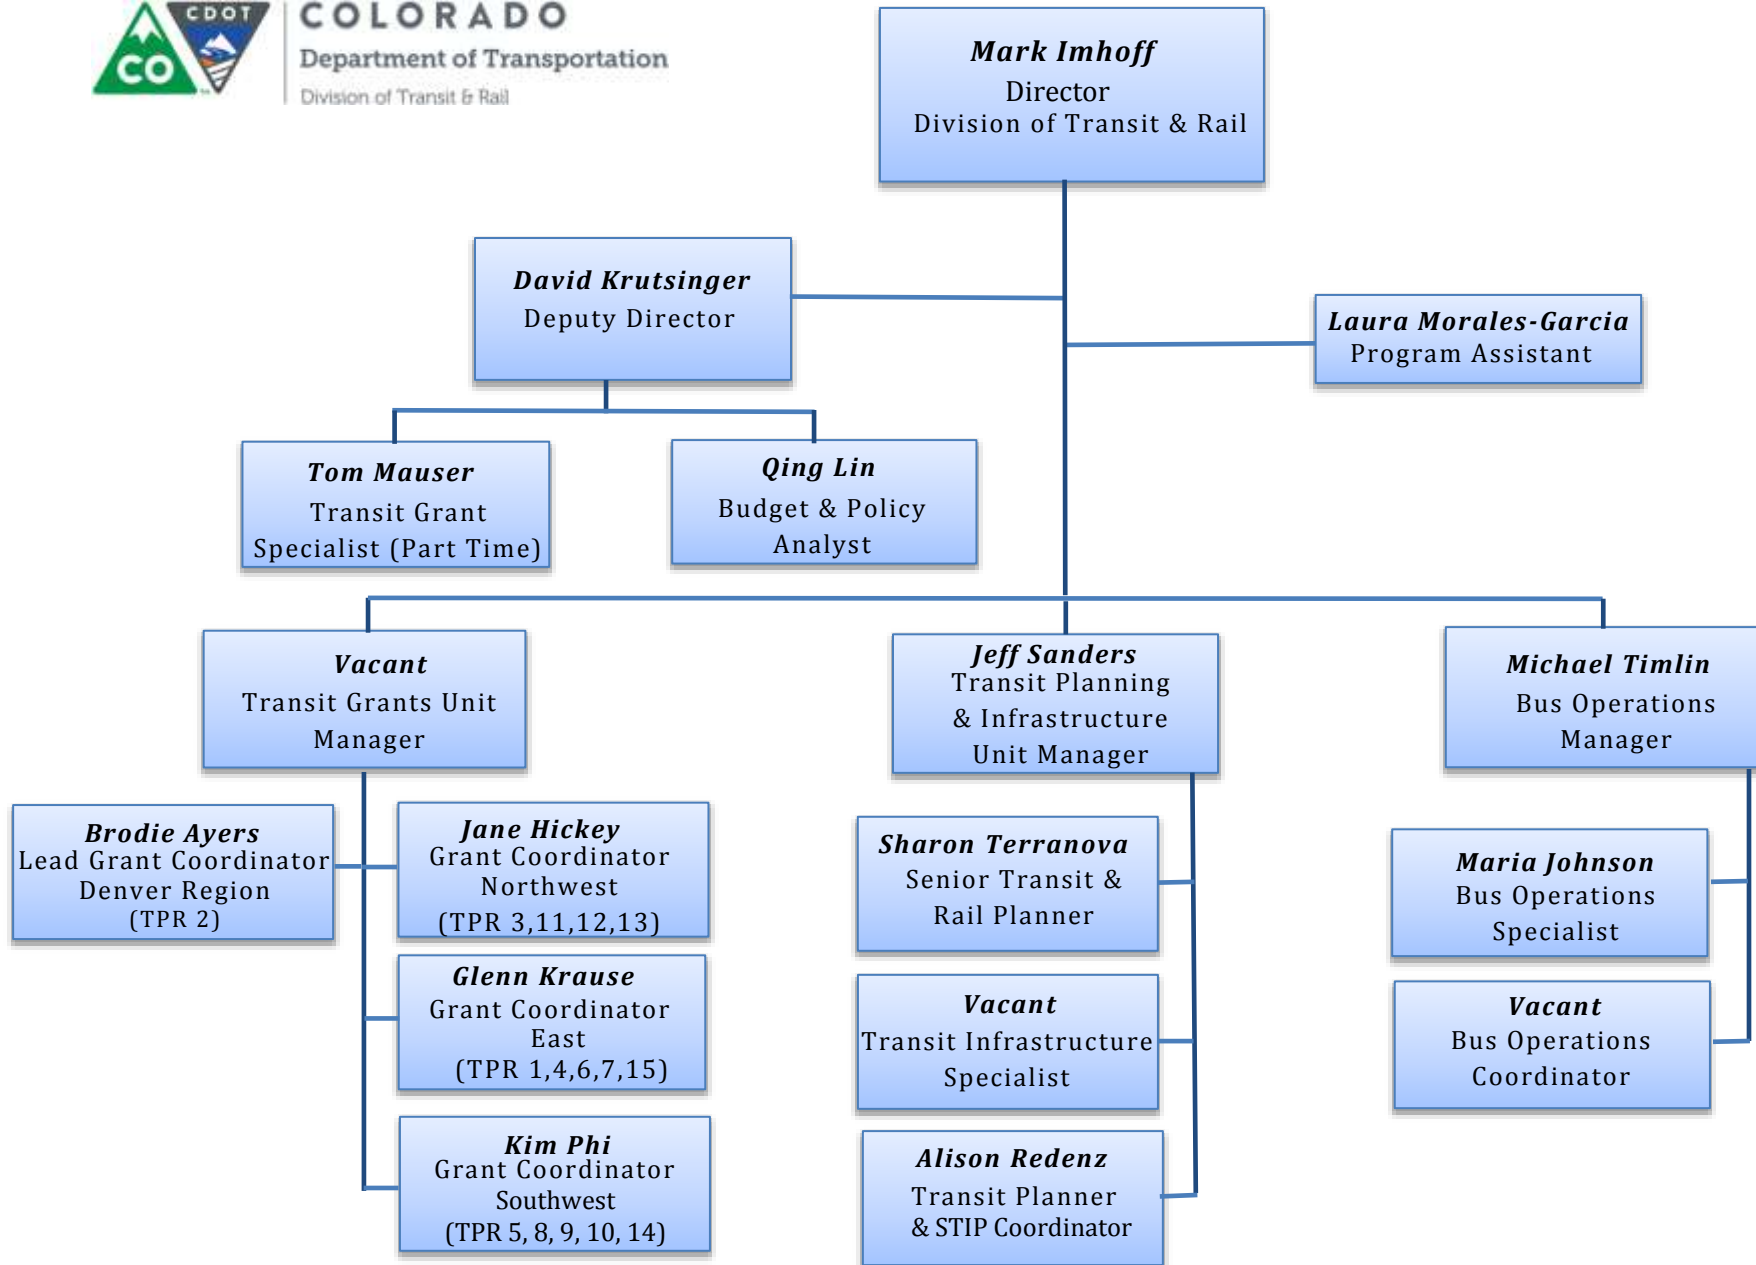 CDOT
CO
COLORADO
Department of Transportation
Division of Transit & Rail
Mark Imhoff
Director
Division of Transit & Rail
David Krutsinger
Deputy Director
Laura Morales-Garcia
Program Assistant
Tom Mauser
Transit Grant
Specialist (Part Time)
Qing Lin
Budget & Policy
Analyst
Vacant
Transit Grants Unit
Manager
Jeff Sanders
Transit Planning
& Infrastructure
Unit Manager
Michael Timlin
Bus Operations
Manager
Brodie Ayers
Lead Grant Coordinator
Denver Region
(TPR 2)
Jane Hickey
Grant Coordinator
Northwest
(TPR 3,11,12,13)
Glenn Krause
Grant Coordinator
East
(TPR 1,4,6,7,15)
Kim Phi
Grant Coordinator
Southwest
(TPR 5, 8, 9, 10, 14)
Sharon Terranova
Senior Transit &
Rail Planner
Vacant
Transit Infrastructure
Specialist
Alison Redenz
Transit Planner
& STIP Coordinator
Maria Johnson
Bus Operations
Specialist
Vacant
Bus Operations
Coordinator